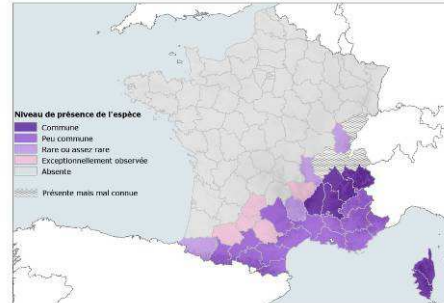 Niveau de présence de l'espèce
Commune
Peu commune
Rare ou assez rare
Exceptionnellement observée
Absente
Présente mais mal connue